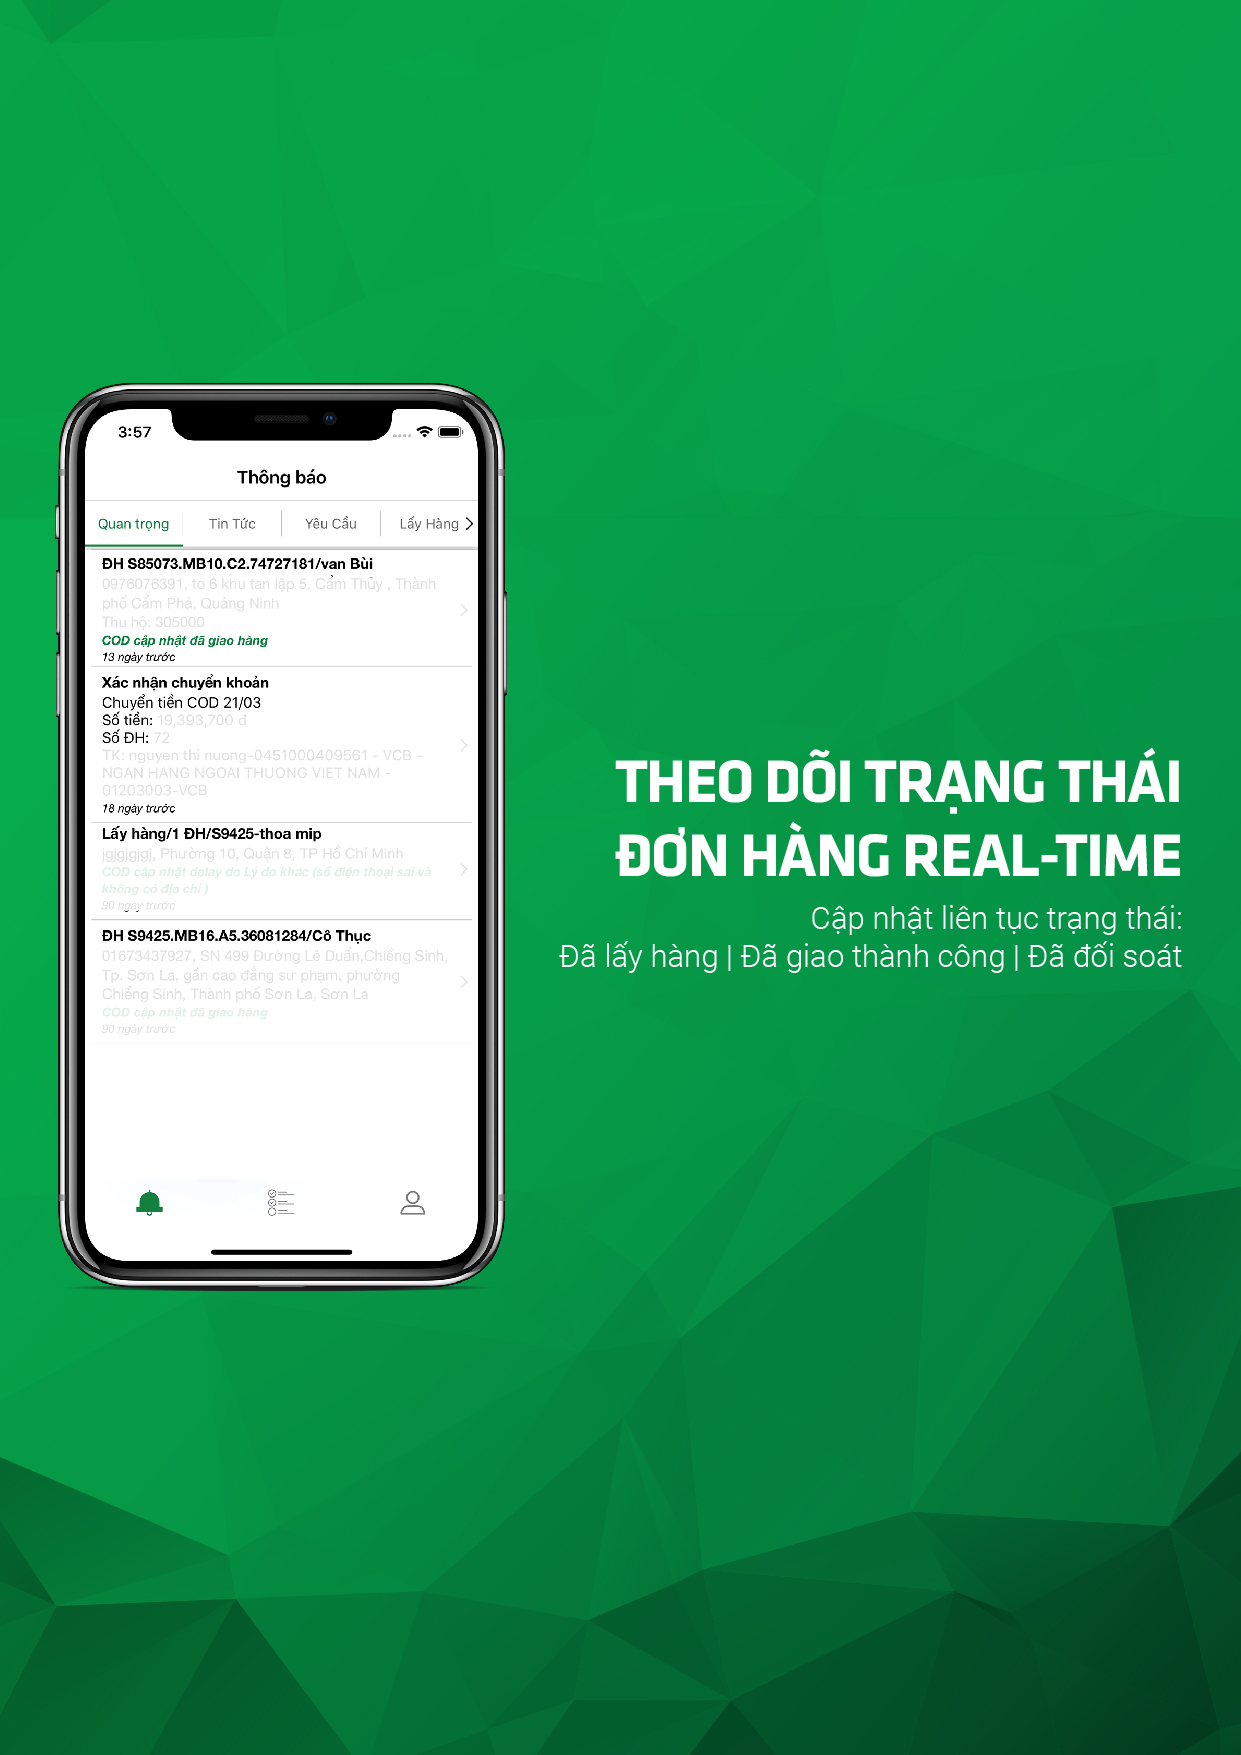 3:57
Thông báo
Quan trọng
Tin Tức
Yêu Cầu
Lấy Hàng
ĐH S85073.MB10.C2.74727181/van Bùi
0976076391, to 6 khu tan lập 5, Cẩm Thủy , Thành
phố Cẩm Phả, Quảng Ninh
Thu hộ: 305000
COD cập nhật đã giao hàng
13 ngày trước
Xác nhận chuyển khoản
Chuyển tiền COD 21/03
Số tiền: 19,393,700 đ
Số ĐH: 72
TK: nguyen thi nuong-0451000409561 - VCB -
NGAN HANG NGOAI THUONG VIET NAM -
01203003-VCB
18 ngày trước
Lấy hàng/1 ĐH/S9425-thoa mip
jgjgjgjgj, Phường 10, Quận 8, TP Hồ Chí Minh
COD cập nhật delay do Lý do khác (số điện thoại sai và
không có địa chỉ )
90 ngày trước
ĐH S9425.MB16.A5.36081284/Cô Thục
01673437927, SN 499 Đường Lê Duẩn,Chiềng Sinh,
Tp. Sơn La, gần cao đẳng sư phạm, phường
Chiềng Sinh, Thành phố Sơn La, Sơn La
COD cập nhật đã giao hàng
90 ngày trước
THEO DÕI TRẠNG THÁI
ĐƠN HÀNG REAL-TIME
Cập nhật liên tục trạng thái:
Đã lấy hàng | Đã giao thành công | Đã đối soát